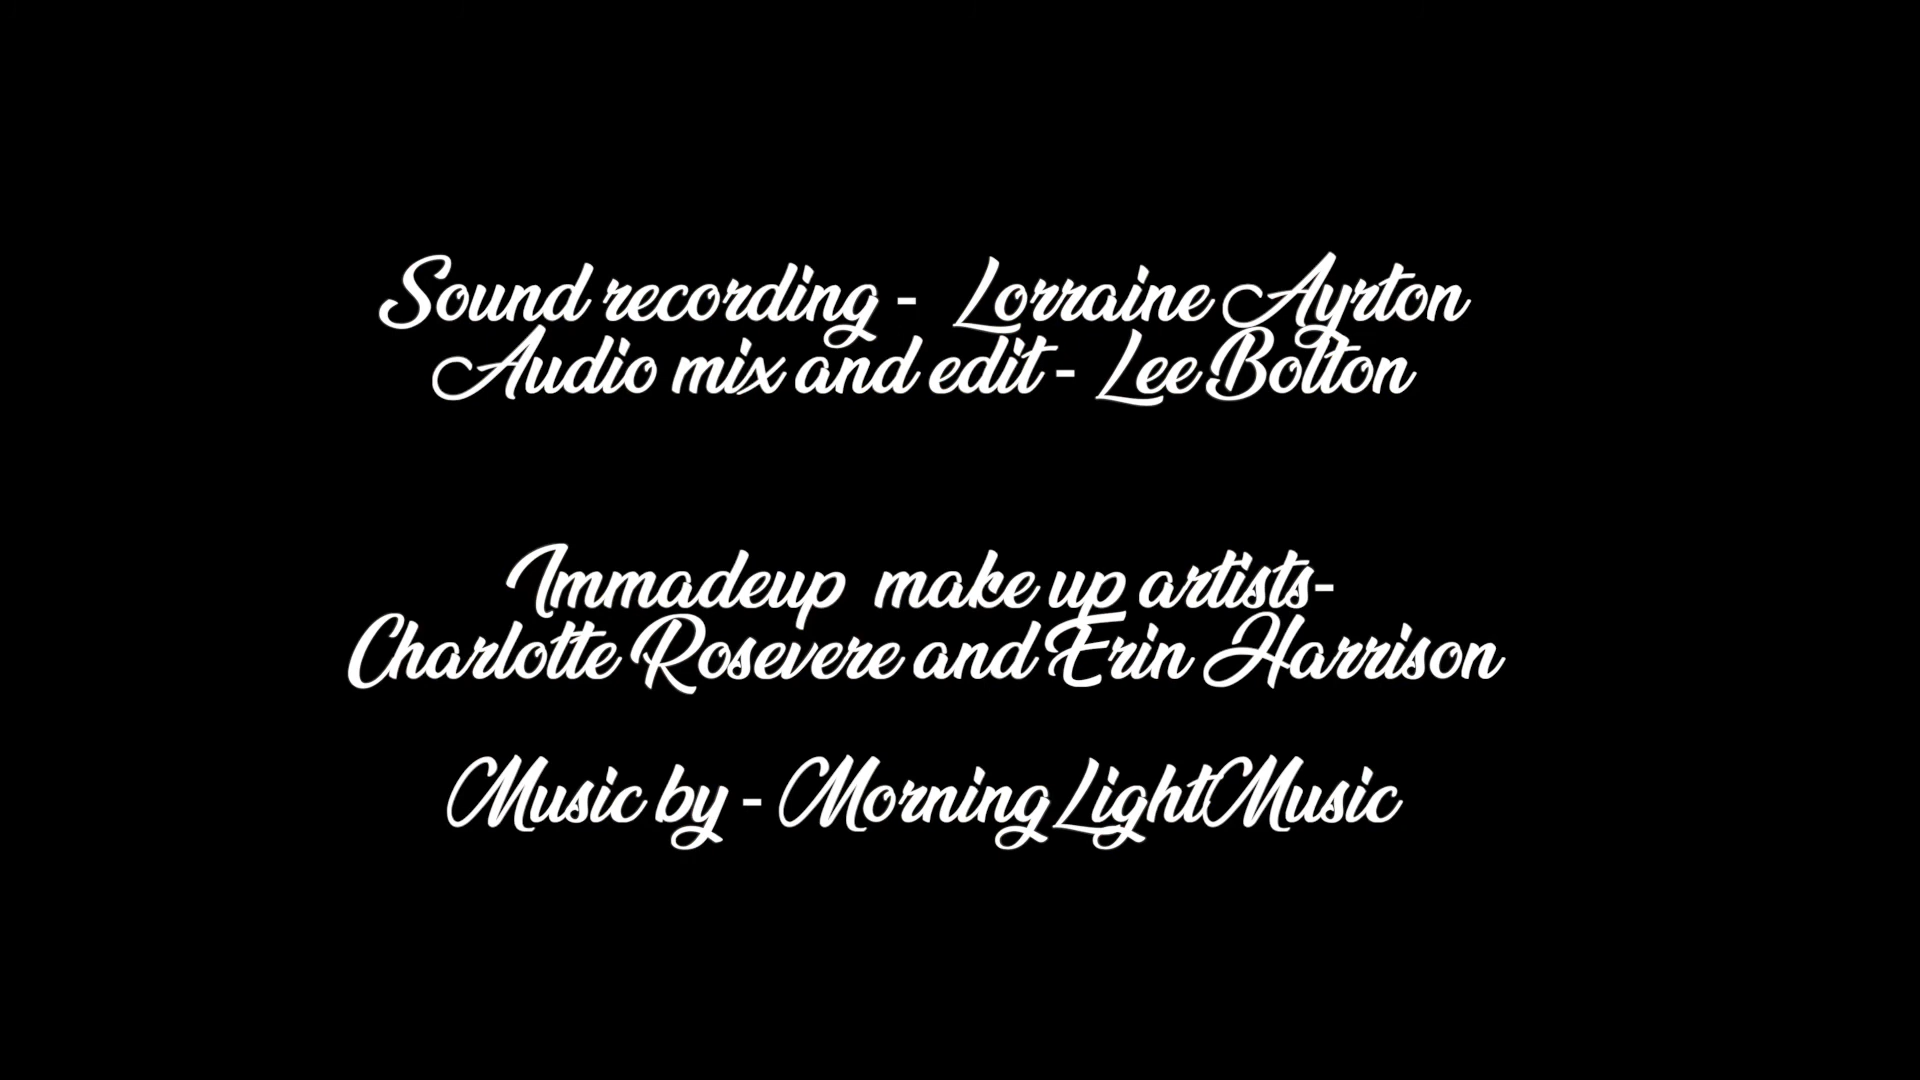 Sound recording - Lorraine Ayrton
Audio mix and edit - Lee Bolton
Immadeup make up artists-
Charlotte Rosevere and Erin Harrison
Music by - MorningLightMusic